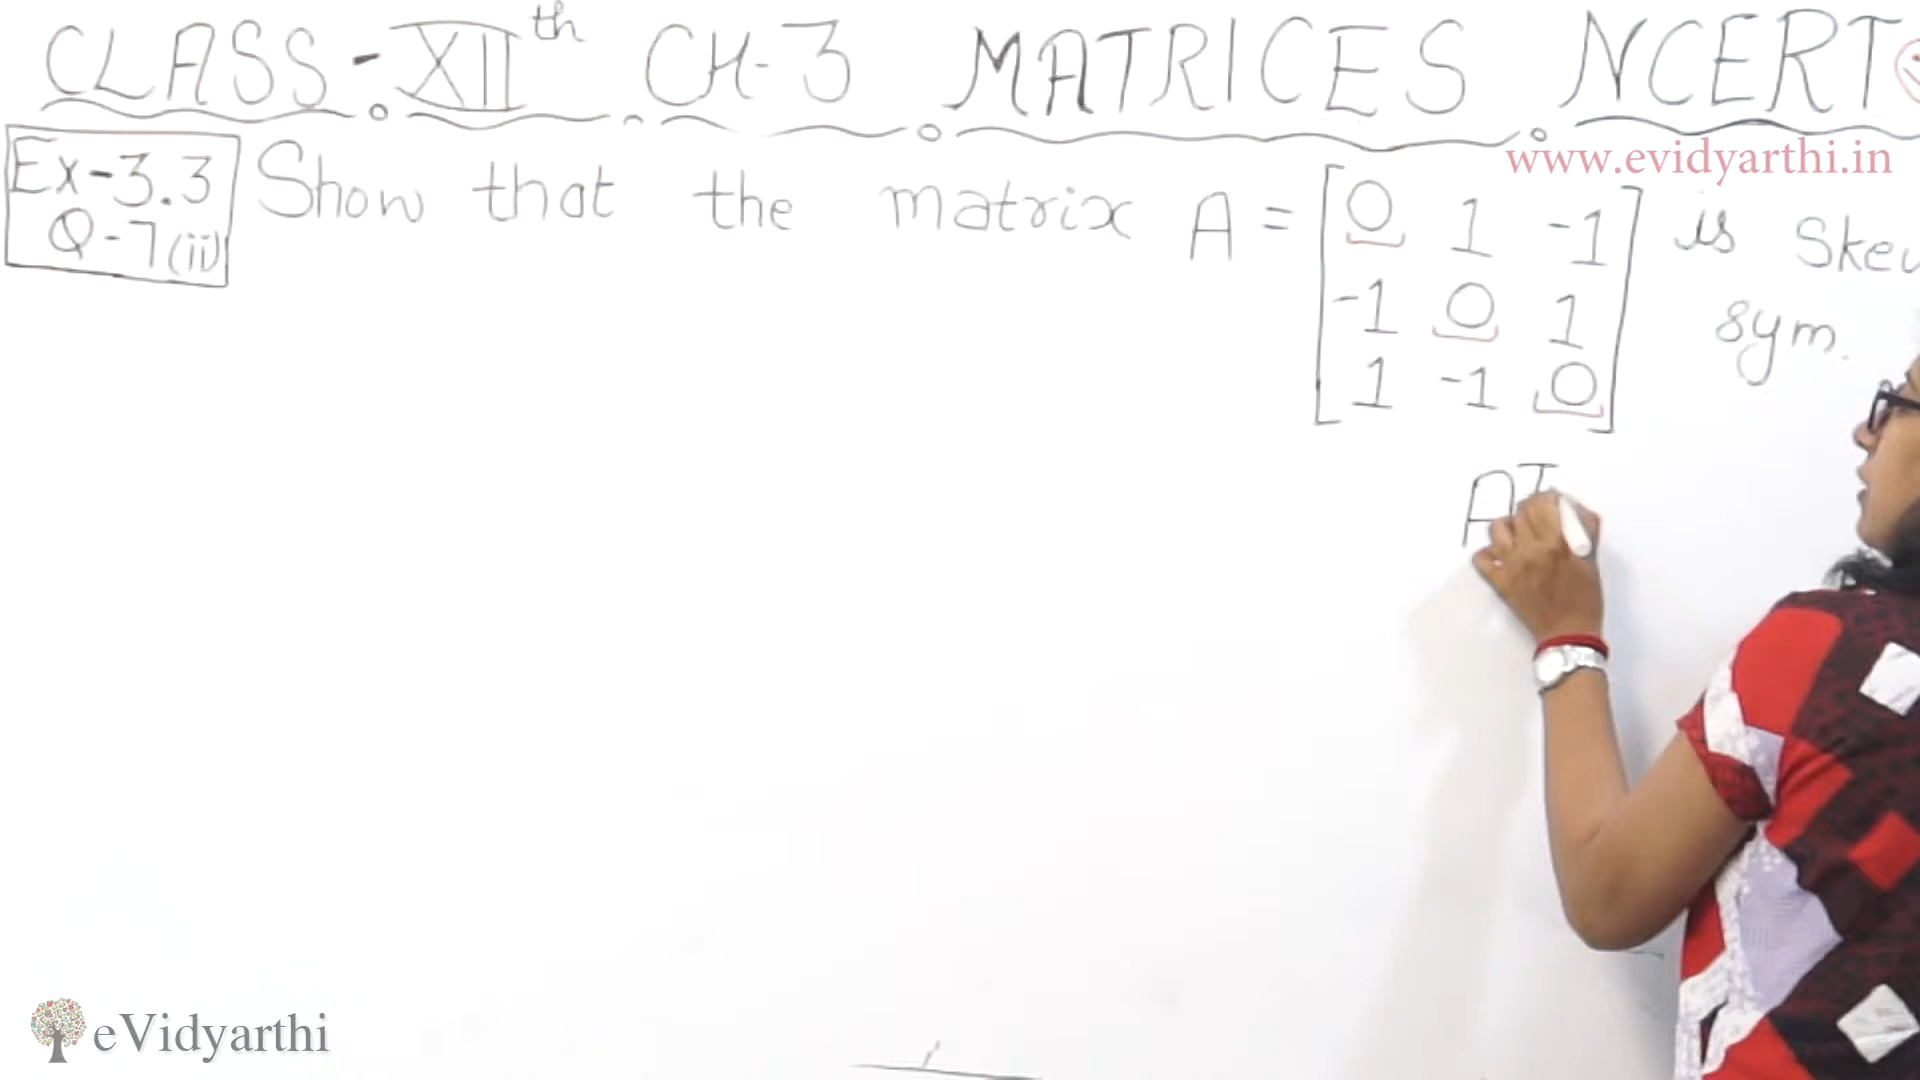 CLASS-XIIth CH-3 MATRICES NCERT
www.evidyarthi.in
Ex-3.3
Q-7(ii)
Show that the matrix A = [0 1 -1 is Skew
-1 0 1 sym.
1 -1 0]
A^T
eVidyarthi